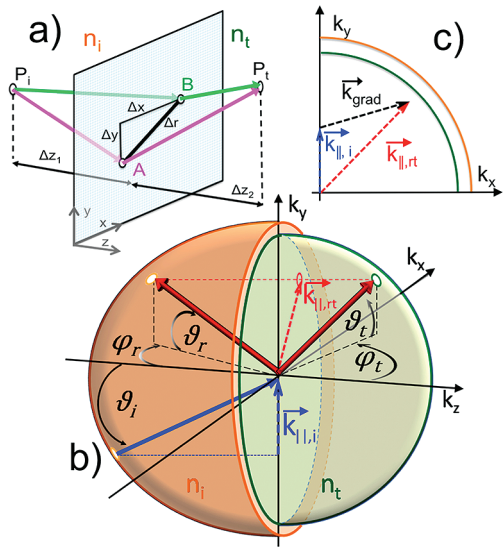 a)
n_i
n_t
P_i
P_t
B
Δx
Δy
Δr
A
Δz_1
Δz_2
y
x
z
c)
k_y
k_grad
k_∥,i
k_∥,rt
k_x
k_y
k_x
k_∥,rt
ϑ_t
φ_r
ϑ_r
φ_t
k_z
ϑ_i
k_||,i
b)
n_i
n_t